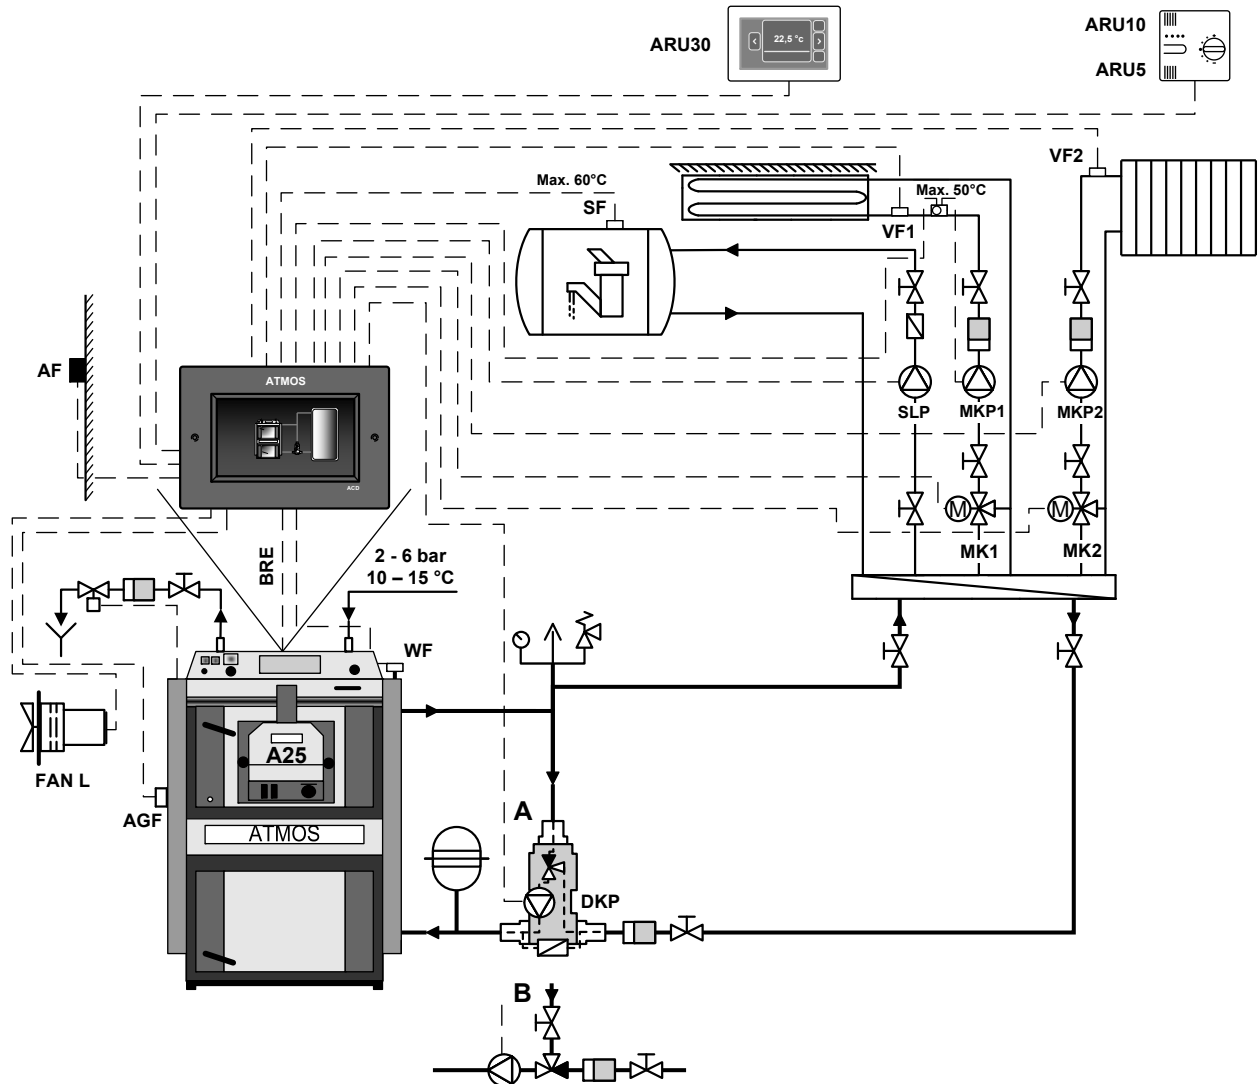 ARU30
22,5 °c
ARU10
ARU5
VF2
Max. 60°C
SF
Max. 50°C
VF1
AF
ATMOS
ACD
SLP
MKP1
MKP2
M
M
MK1
MK2
BRE
2 - 6 bar
10 – 15 °C
WF
A25
FAN L
AGF
ATMOS
A
DKP
B